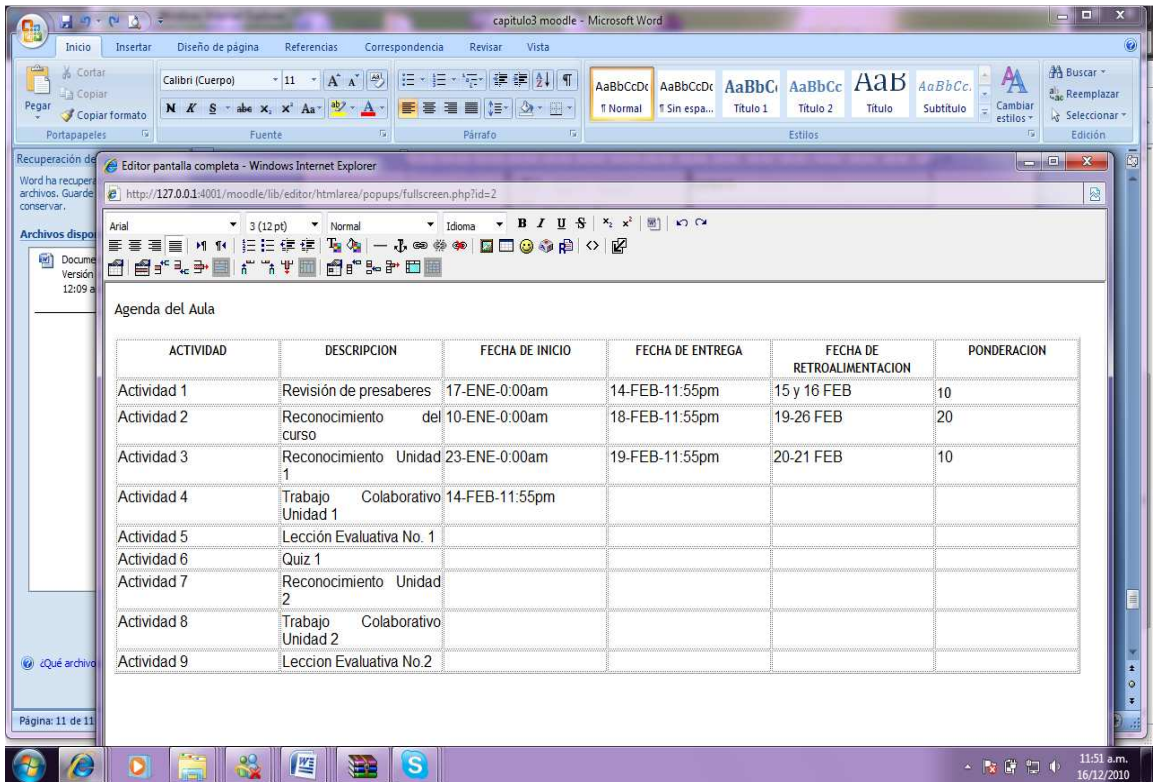 capitulo3 moodle - Microsoft Word
Inicio Insertar Diseño de página Referencias Correspondencia Revisar Vista
Pegar
Cortar
Copiar
Copiar formato
Portapapeles
Calibri (Cuerpo) 11
N K S abe x₂ x² Aa
Fuente
Párrafo
AaBbCcDc AaBbCcDc AaBbC AaBbCc AaB AaBbCc.
¶ Normal ¶ Sin espa... Título 1 Título 2 Título Subtítulo
Cambiar estilos
Estilos
Buscar
Reemplazar
Seleccionar
Edición
Recuperación de
Word ha recupera
archivos. Guarde
conservar.
Archivos dispo
Docume
Versión
12:09 a
¿Qué archivo
Página: 11 de 11
Editor pantalla completa - Windows Internet Explorer
http://127.0.0.1:4001/moodle/lib/editor/htmlarea/popups/fullscreen.php?id=2
Arial 3 (12 pt) Normal Idioma B I U S x₂ x²
Agenda del Aula
ACTIVIDAD DESCRIPCION FECHA DE INICIO FECHA DE ENTREGA FECHA DE RETROALIMENTACION PONDERACION
Actividad 1 Revisión de presaberes 17-ENE-0:00am 14-FEB-11:55pm 15 y 16 FEB 10
Actividad 2 Reconocimiento del curso 10-ENE-0:00am 18-FEB-11:55pm 19-26 FEB 20
Actividad 3 Reconocimiento Unidad 1 23-ENE-0:00am 19-FEB-11:55pm 20-21 FEB 10
Actividad 4 Trabajo Colaborativo Unidad 1 14-FEB-11:55pm
Actividad 5 Lección Evaluativa No. 1
Actividad 6 Quiz 1
Actividad 7 Reconocimiento Unidad 2
Actividad 8 Trabajo Colaborativo Unidad 2
Actividad 9 Leccion Evaluativa No.2
11:51 a.m.
16/12/2010